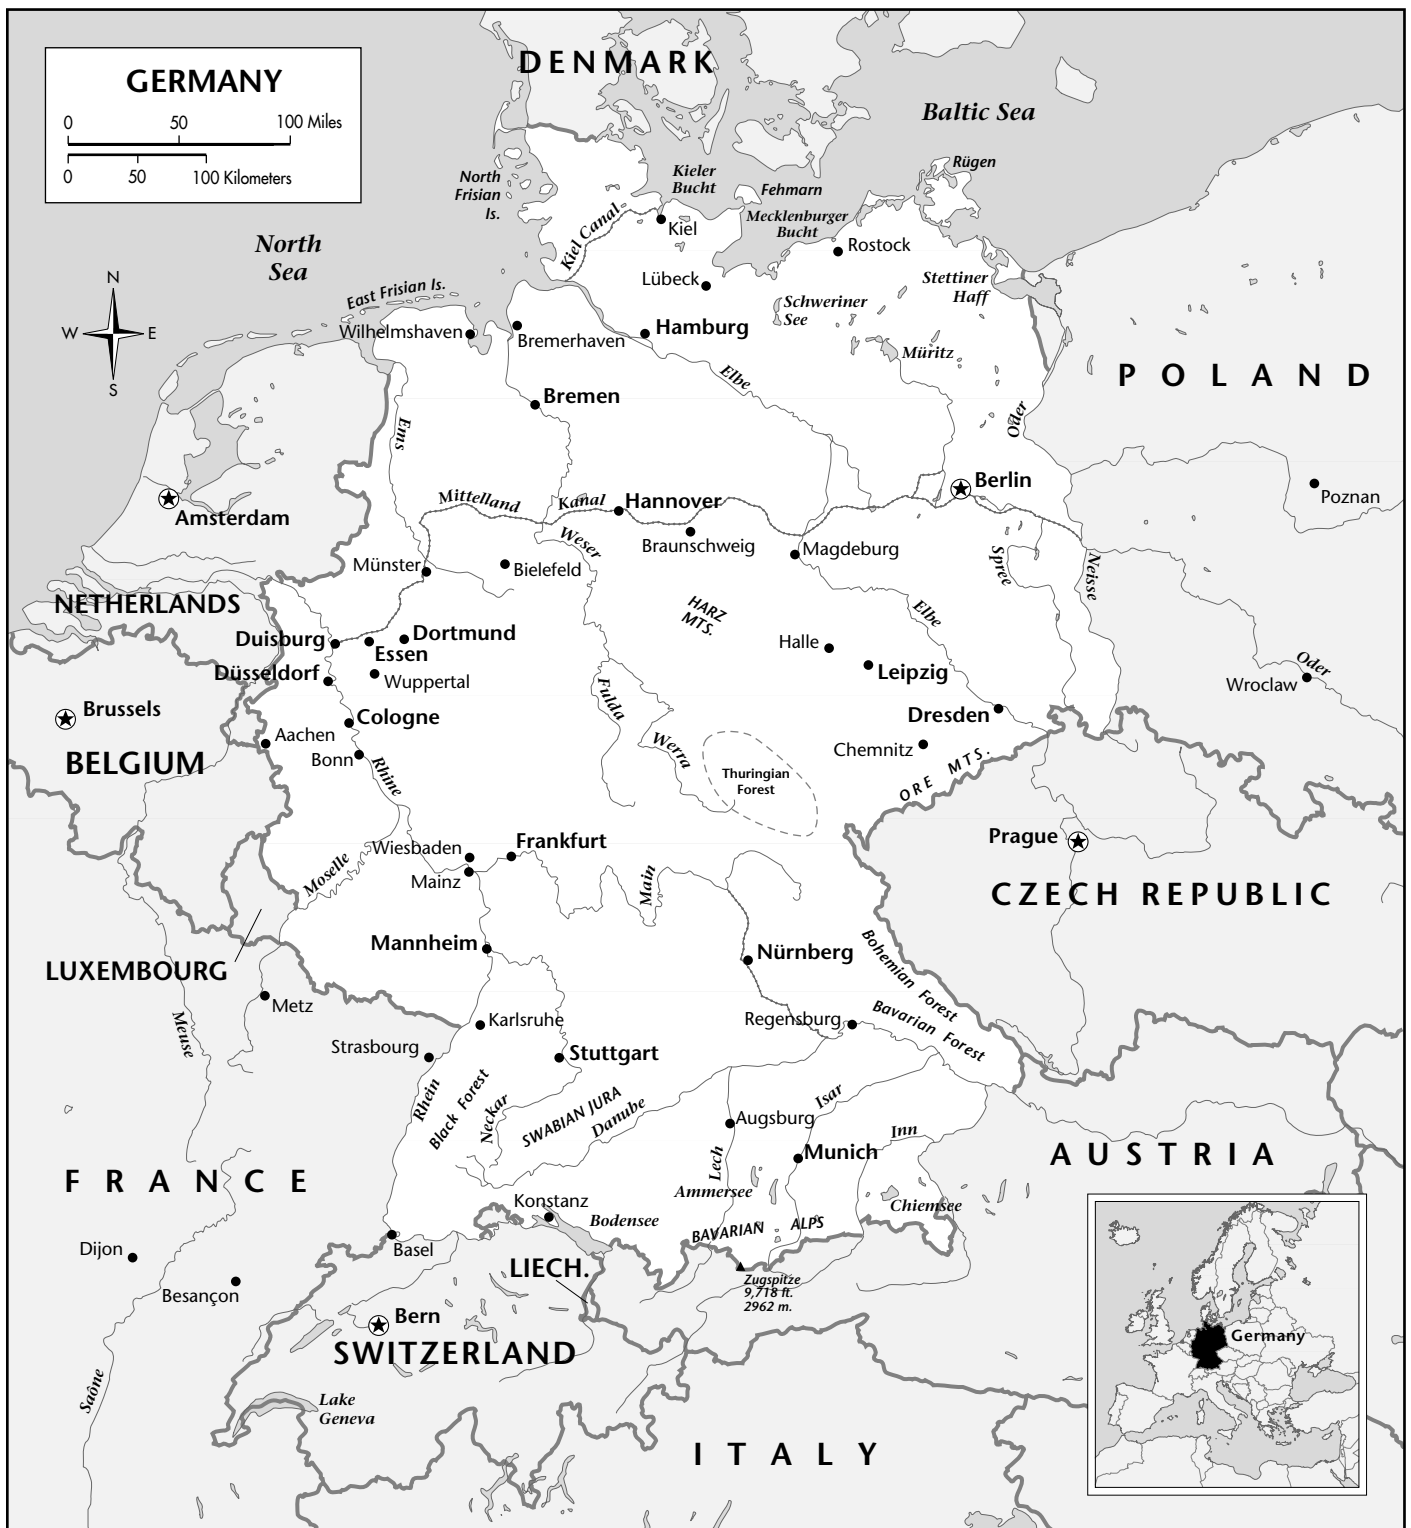 DENMARK
GERMANY
0 50 100 Miles
0 50 100 Kilometers
Baltic Sea
Rügen
North
Frisian
Is.
Kieler
Bucht
Fehmarn
Mecklenburger
Bucht
Kiel Canal
Kiel
Rostock
North
Sea
Lübeck
Stettiner
Haff
East Frisian Is.
Schweriner
See
N
W E
S
Wilhelmshaven
Bremerhaven
Hamburg
Müritz
POLAND
Elbe
Bremen
Oder
Ems
Berlin
Poznan
Amsterdam
Mittelland Kanal
Hannover
Weser
Braunschweig
Magdeburg
Spree
Neisse
Münster
Bielefeld
NETHERLANDS
HARZ
MTS.
Elbe
Duisburg
Dortmund
Essen
Halle
Leipzig
Düsseldorf
Wuppertal
Oder
Wroclaw
Fulda
Brussels
Cologne
Dresden
Aachen
Bonn
Werra
Chemnitz
BELGIUM
Rhine
Thuringian
Forest
ORE MTS.
Prague
Wiesbaden
Frankfurt
Moselle
Mainz
Main
CZECH REPUBLIC
Mannheim
Nürnberg
Bohemian Forest
LUXEMBOURG
Metz
Karlsruhe
Regensburg
Bavarian Forest
Meuse
Strasbourg
Stuttgart
Rhein
Black Forest
Neckar
SWABIAN JURA
Danube
Isar
Augsburg
Inn
Lech
Munich
AUSTRIA
FRANCE
Ammersee
Konstanz
Chiemsee
Bodensee
BAVARIAN ALPS
Dijon
Basel
LIECH.
Zugspitze
9,718 ft.
2962 m.
Besançon
Bern
SWITZERLAND
Germany
Saône
Lake
Geneva
ITALY